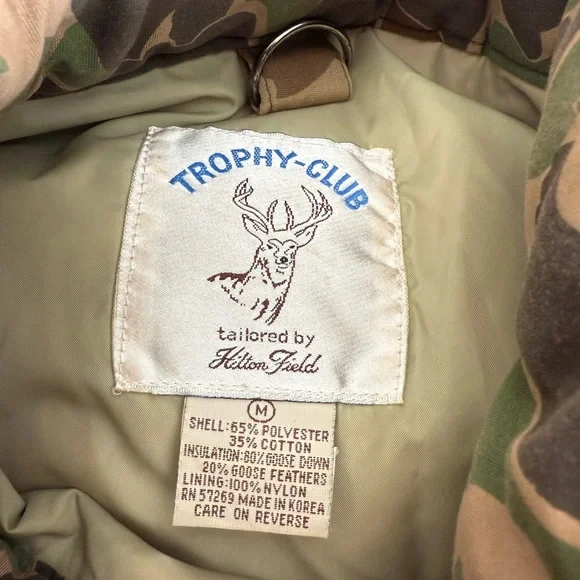 TROPHY-CLUB
tailored by
Hilton Field
M
SHELL:65% POLYESTER
35% COTTON
INSULATION:80% GOOSE DOWN
20% GOOSE FEATHERS
LINING:100% NYLON
RN 57269 MADE IN KOREA
CARE ON REVERSE